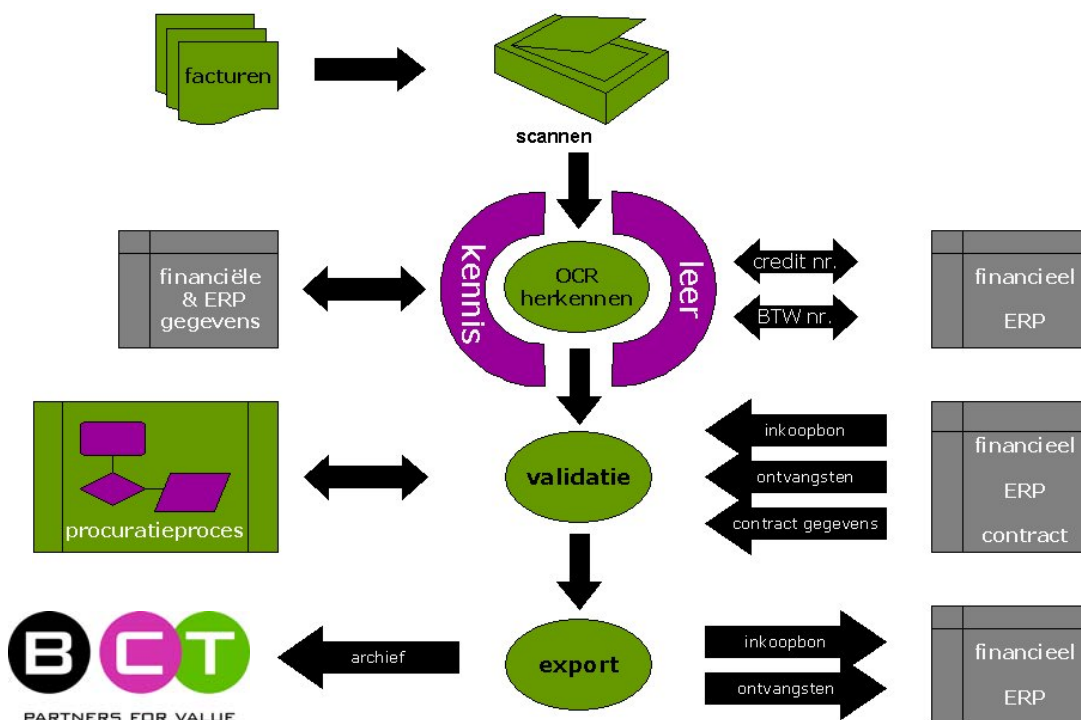 facturen
scannen
kennis
leer
OCR
herkennen
financiële
& ERP
gegevens
credit nr.
BTW nr.
financieel
ERP
procuratieproces
validatie
inkoopbon
ontvangsten
contract gegevens
financieel
ERP
contract
BCT
PARTNERS FOR VALUE
archief
export
inkoopbon
ontvangsten
financieel
ERP